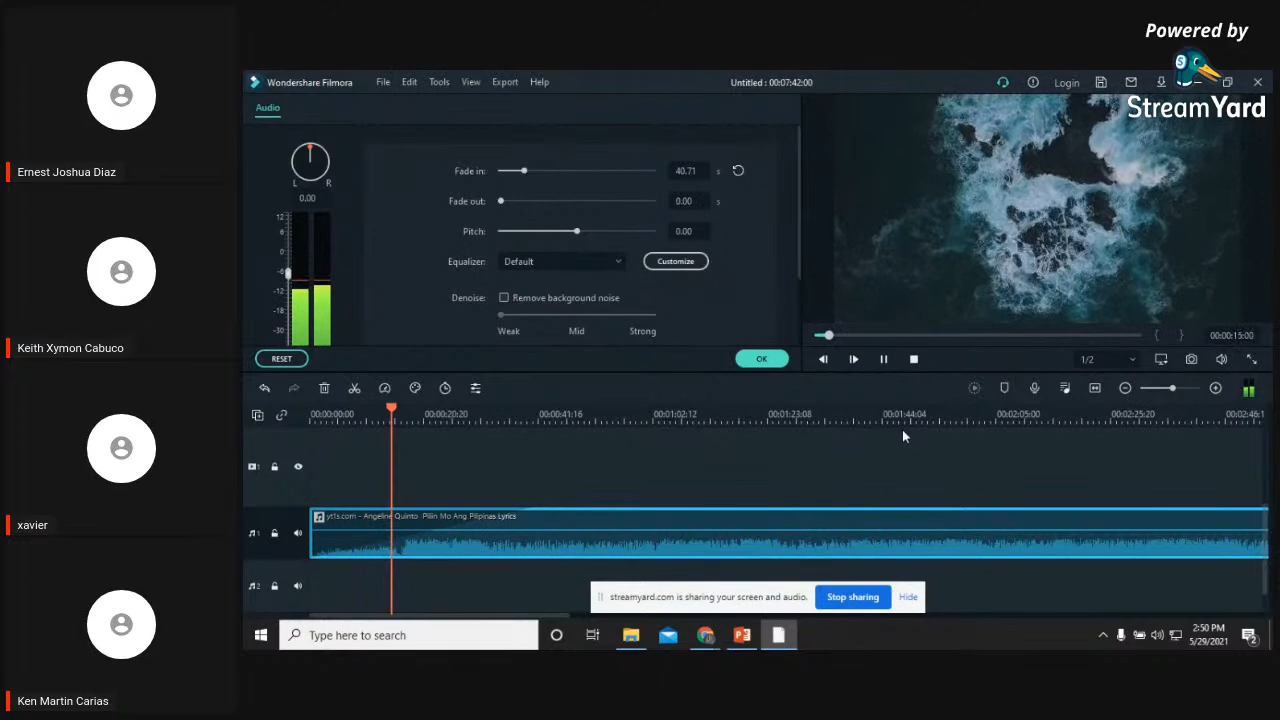 Powered by
StreamYard
Ernest Joshua Diaz
Keith Xymon Cabuco
xavier
Ken Martin Carias
Wondershare Filmora File Edit Tools View Export Help Untitled : 00:07:42:00 Login
Audio
L R
0.00
12
6
0
-6
-12
-18
-30
Fade in: 40.71 s
Fade out: 0.00 s
Pitch: 0.00
Equalizer: Default Customize
Denoise: Remove background noise
Weak Mid Strong
RESET OK
00:00:15:00
1/2
00:00:00:00 00:00:20:20 00:00:41:16 00:01:02:12 00:01:23:08 00:01:44:04 00:02:05:00 00:02:25:20 00:02:46:1
1
yt1s.com - Angeline Quinto Pilin Mo Ang Pilipinas Lyrics
1
2
streamyard.com is sharing your screen and audio. Stop sharing Hide
Type here to search
2:50 PM
5/29/2021
2